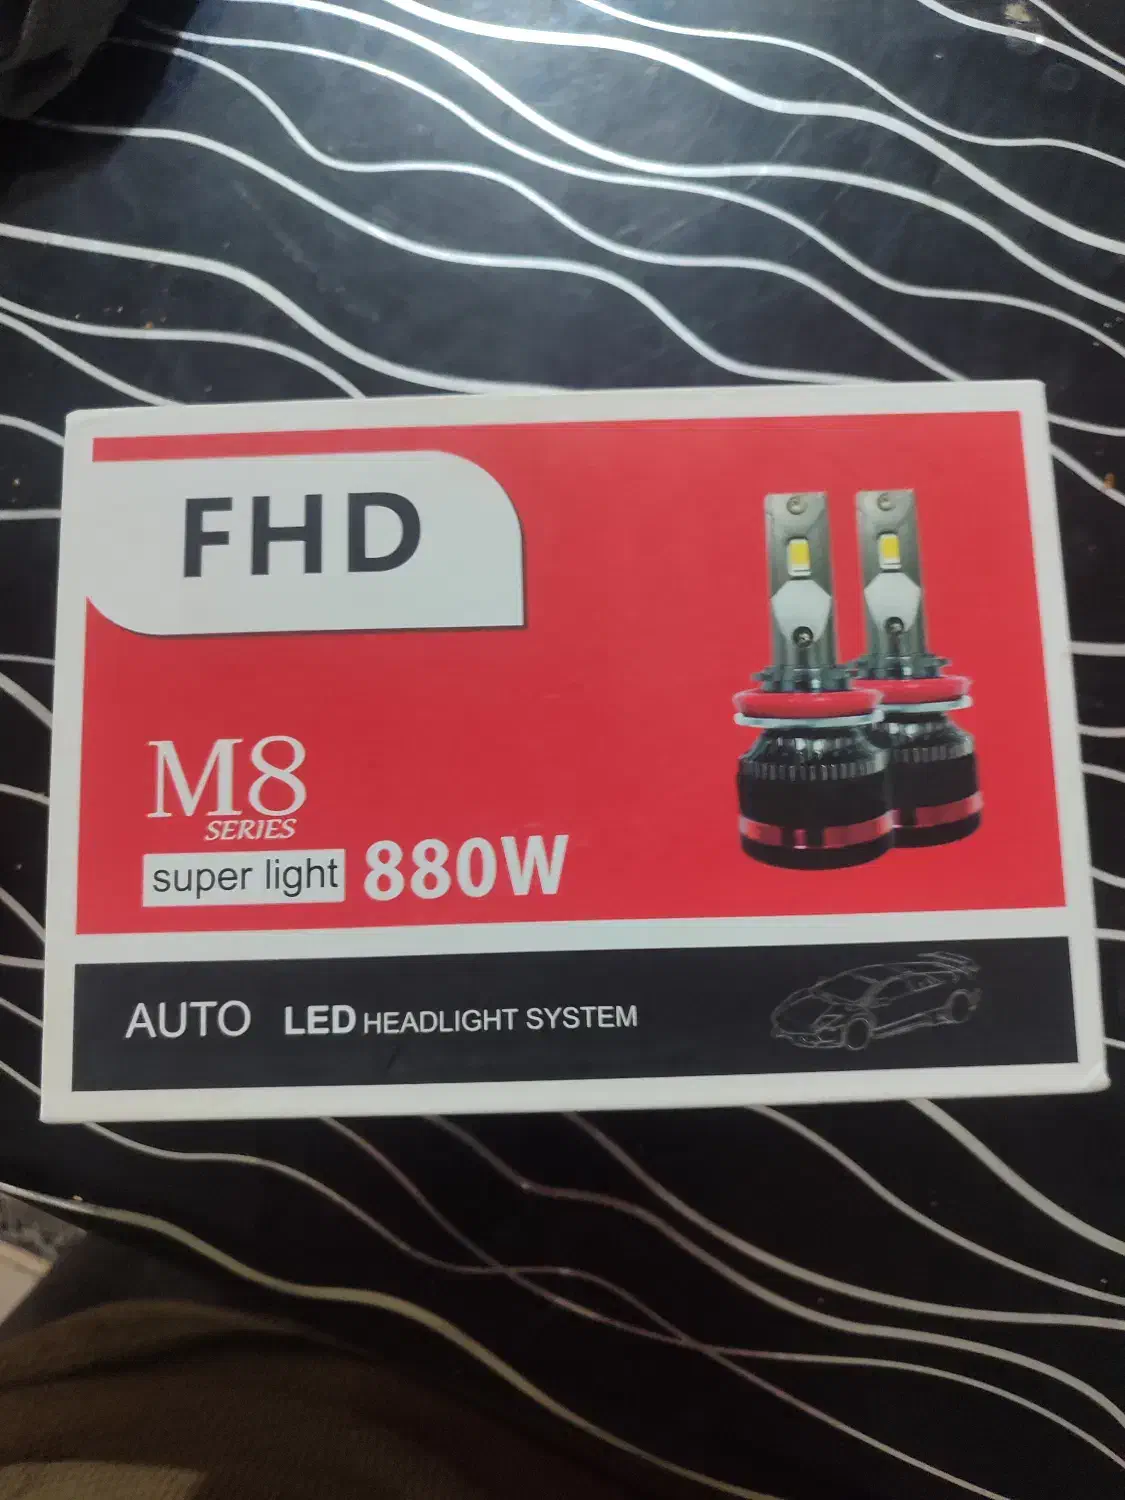 FHD
M8
SERIES
super light 880W
AUTO LED HEADLIGHT SYSTEM